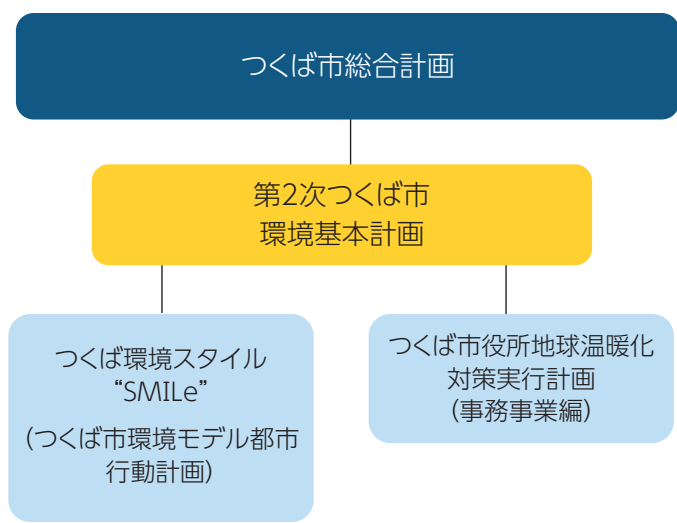 つくば市総合計画
第2次つくば市
環境基本計画
つくば環境スタイル
“SMILe”
(つくば市環境モデル都市
行動計画)
つくば市役所地球温暖化
対策実行計画
(事務事業編)